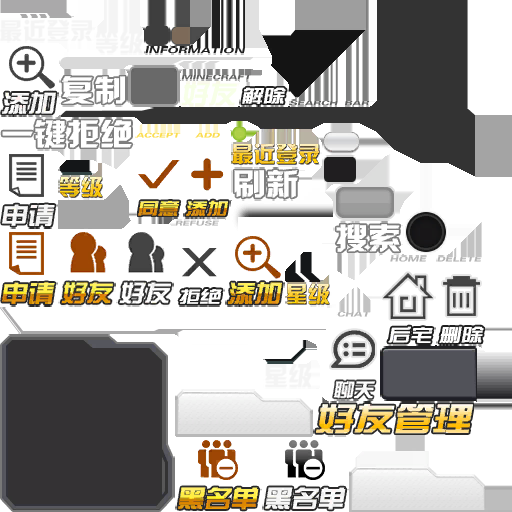 最近登录
等级
INFORMATION
MINECRAFT
添加
复制
好友
解除
SEARCH BAR
一键拒绝
ACCEPT
ADD
最近登录
等级
刷新
申请
同意
添加
REFUSE
搜索
HOME
DELETE
申请
好友
好友
拒绝
添加
星级
CHAT
后宅
删除
星级
聊天
好友管理
黑名单
黑名单